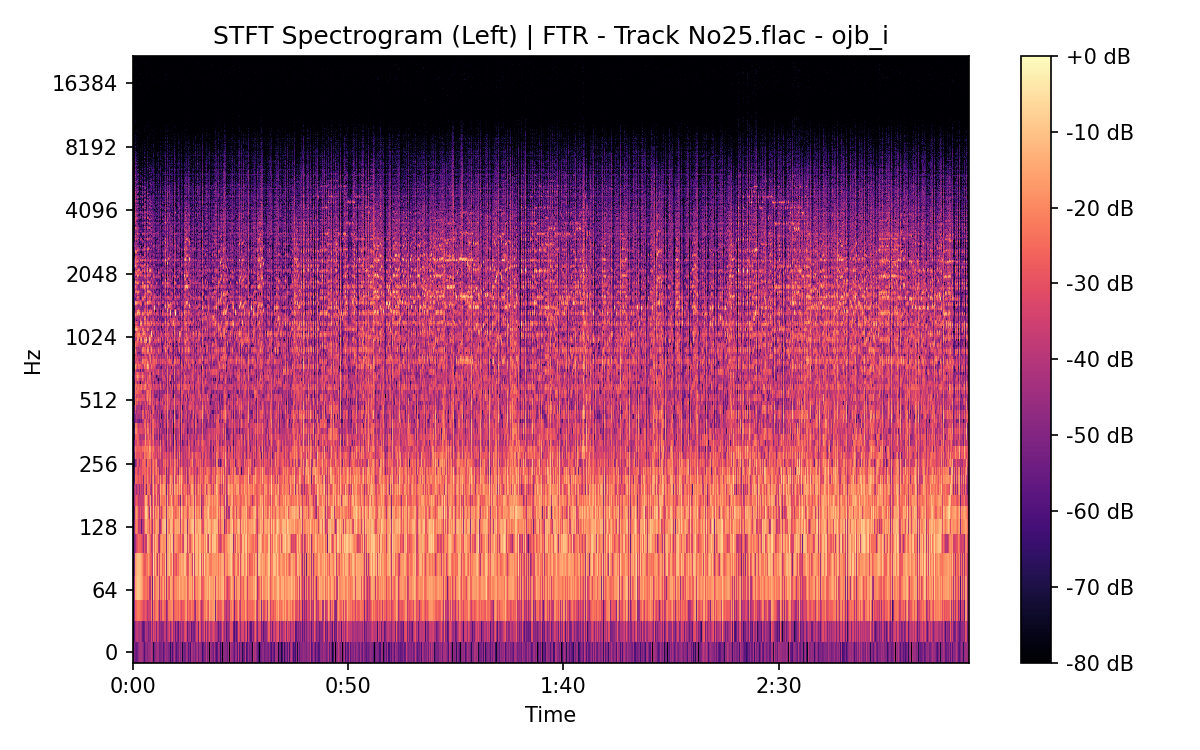 STFT Spectrogram (Left) | FTR - Track No25.flac - ojb_i
16384
8192
4096
2048
1024
512
256
128
64
0
Hz
0:00
0:50
1:40
2:30
Time
+0 dB
-10 dB
-20 dB
-30 dB
-40 dB
-50 dB
-60 dB
-70 dB
-80 dB